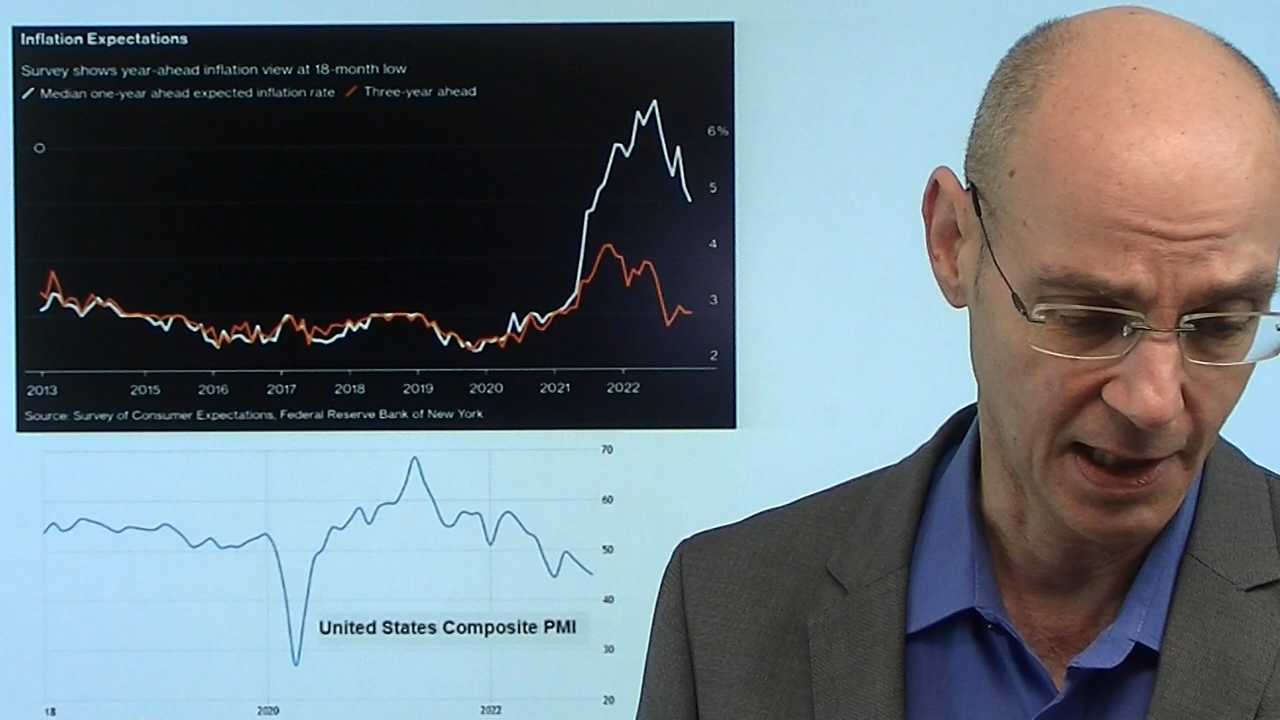 Inflation Expectations
Survey shows year-ahead inflation view at 18-month low
Median one-year ahead expected inflation rate Three-year ahead
6%
5
4
3
2
2013 2015 2016 2017 2018 2019 2020 2021 2022
Source: Survey of Consumer Expectations, Federal Reserve Bank of New York
70
60
50
40
United States Composite PMI
30
20
18 2020 2022